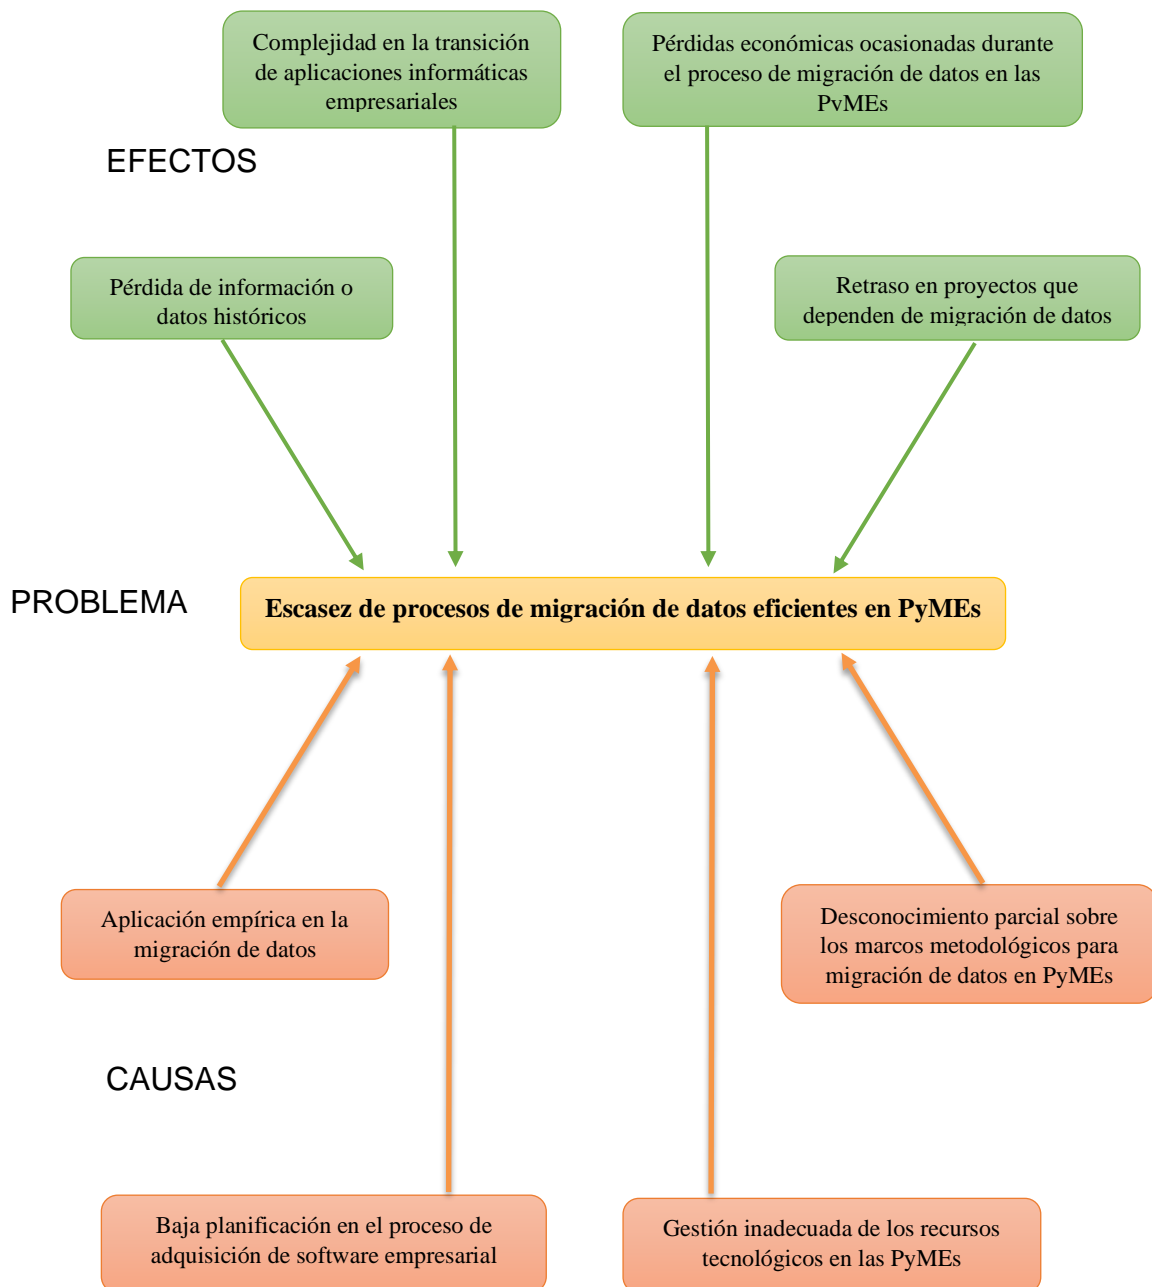 Complejidad en la transición
de aplicaciones informáticas
empresariales
Pérdidas económicas ocasionadas durante
el proceso de migración de datos en las
PyMEs
EFECTOS
Pérdida de información o
datos históricos
Retraso en proyectos que
dependen de migración de datos
PROBLEMA
Escasez de procesos de migración de datos eficientes en PyMEs
Aplicación empírica en la
migración de datos
Desconocimiento parcial sobre
los marcos metodológicos para
migración de datos en PyMEs
CAUSAS
Baja planificación en el proceso de
adquisición de software empresarial
Gestión inadecuada de los recursos
tecnológicos en las PyMEs